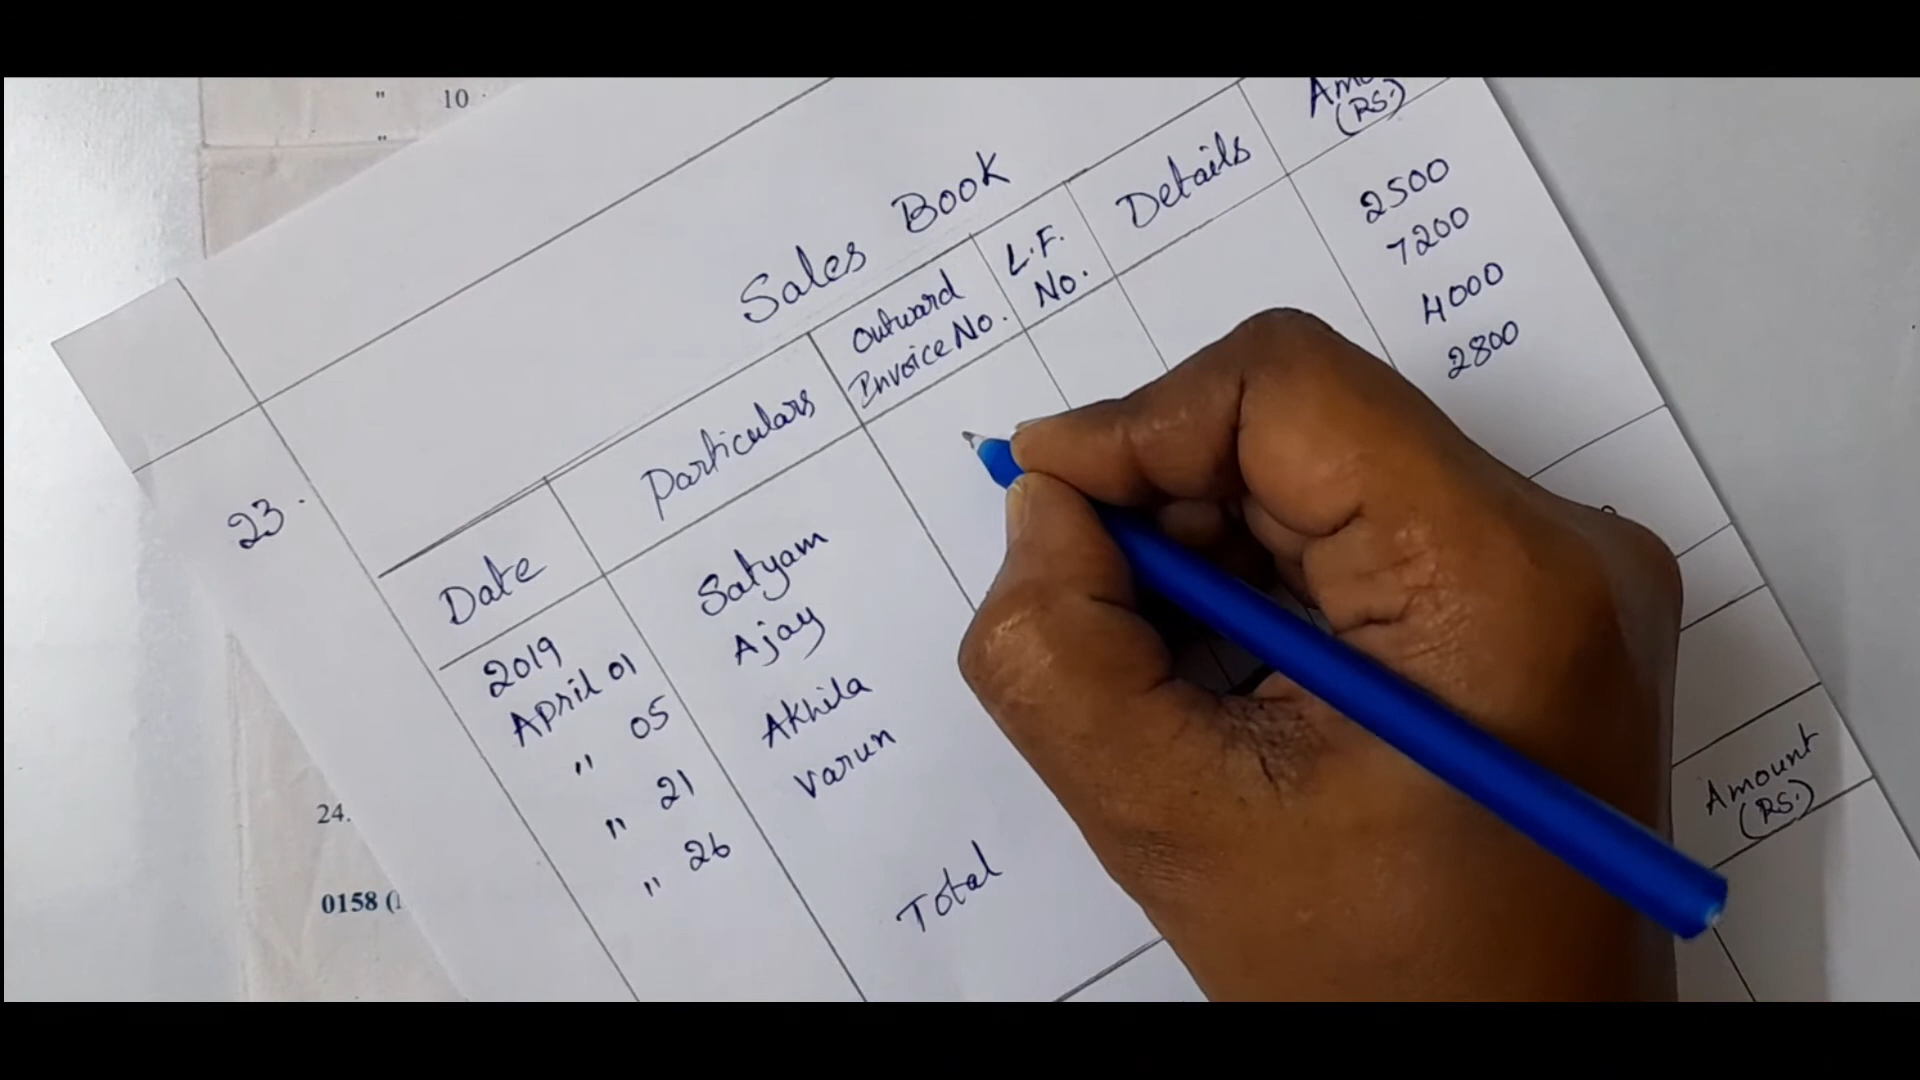 " 10
"
Sales Book
Date Particulars Outward Invoice No. L.F. No. Details (RS.)
2019
April 01 Satyam 2500
" 05 Ajay 7200
" 21 Akhila 4000
" 26 Varun 2800
Total
23.
24.
0158
Amount
(RS.)